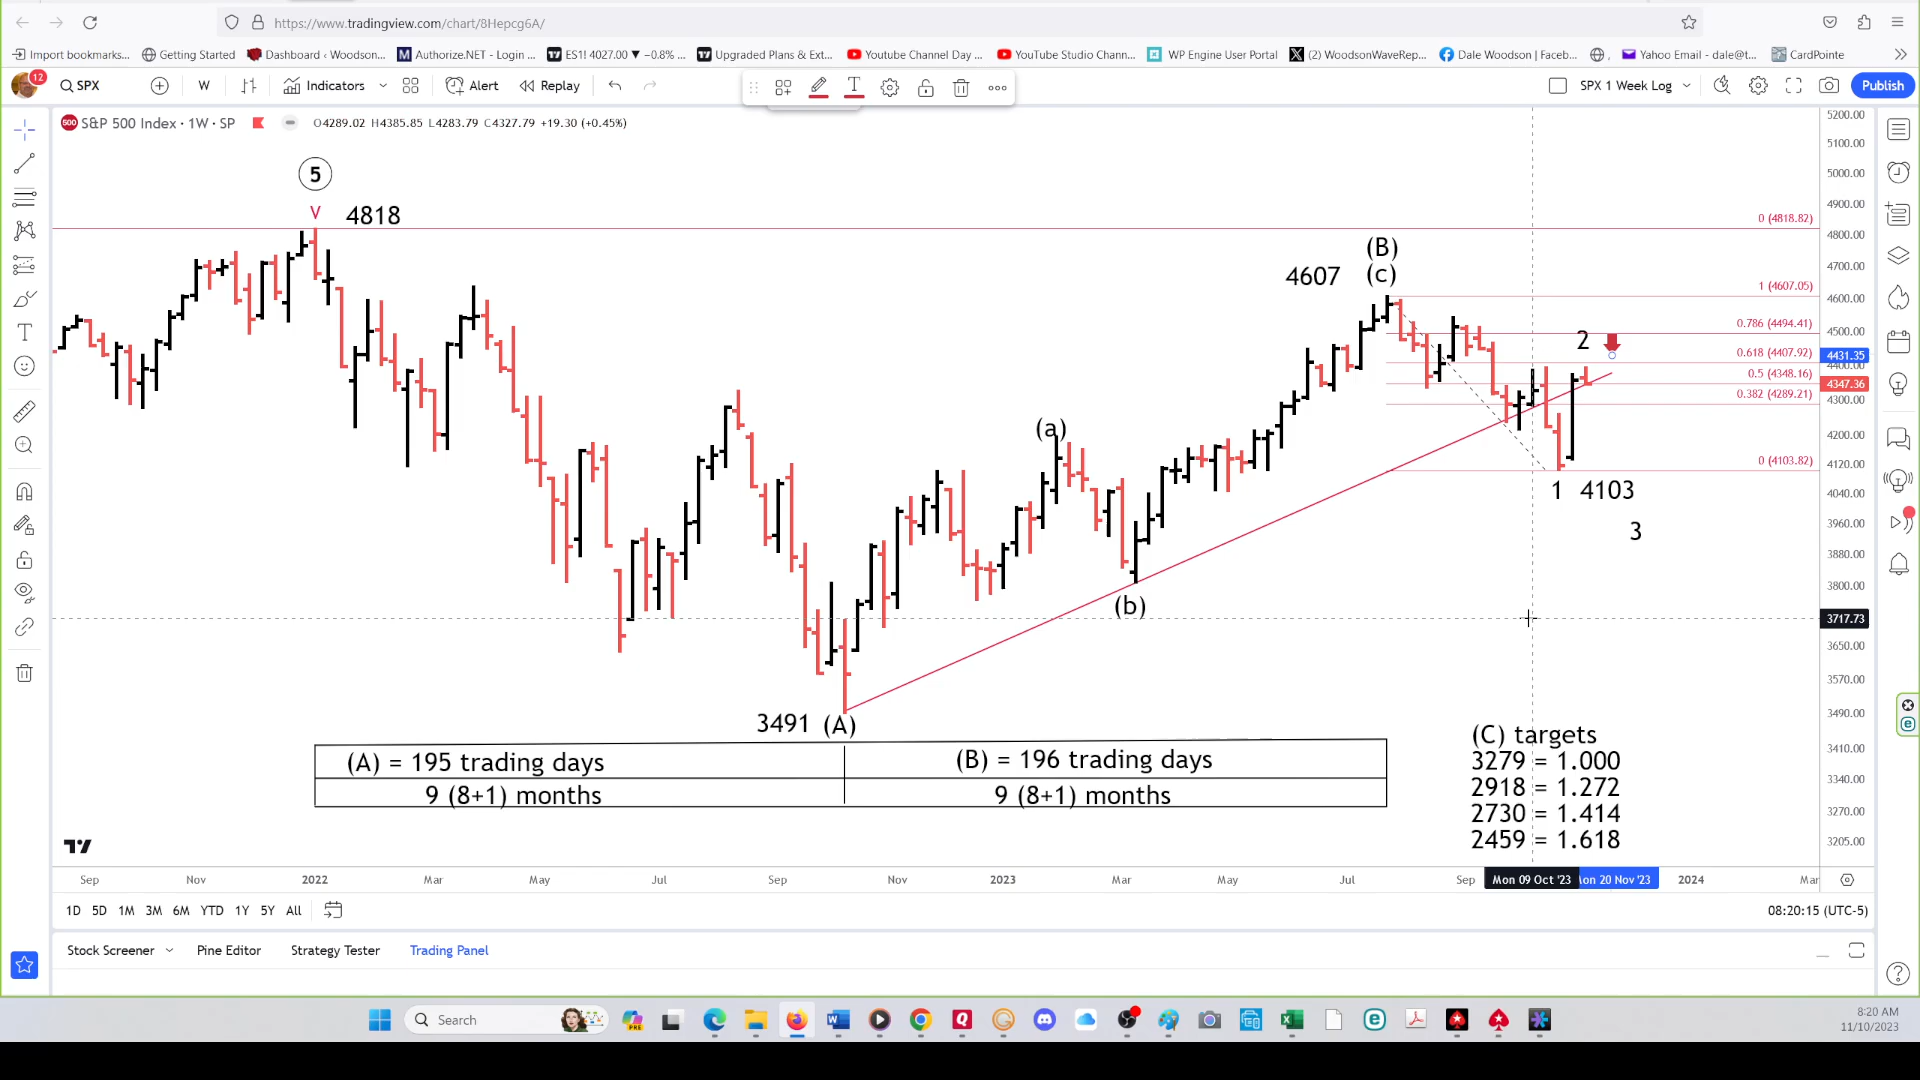 https://www.tradingview.com/chart/8Hepcg6A/
Import bookmarks... Getting Started Dashboard ‹ Woodson... Authorize.NET - Login ... ES1! 4027.00 ▼ −0.8% ... Upgraded Plans & Ext... Youtube Channel Day ... YouTube Studio Chann... WP Engine User Portal (2) WoodsonWaveRep... Dale Woodson | Faceb... Yahoo Email - dale@t... CardPointe
12 SPX W Indicators Alert Replay SPX 1 Week Log Publish
500 S&P 500 Index · 1W · SP O4289.02 H4385.85 L4283.79 C4327.79 +19.30 (+0.45%)
5200.00
5100.00
5000.00
4900.00
4800.00
4700.00
4600.00
4500.00
4431.35
4400.00
4347.36
4300.00
4200.00
4120.00
4040.00
3960.00
3880.00
3800.00
3717.73
3650.00
3570.00
3490.00
3410.00
3340.00
3270.00
3205.00
5
V 4818
0 (4818.82)
(B)
4607 (c)
1 (4607.05)
0.786 (4494.41)
2
0.618 (4407.92)
0.5 (4348.16)
0.382 (4289.21)
(a)
0 (4103.82)
1 4103
3
(b)
3491 (A)
(A) = 195 trading days (B) = 196 trading days
9 (8+1) months 9 (8+1) months
(C) targets
3279 = 1.000
2918 = 1.272
2730 = 1.414
2459 = 1.618
Sep Nov 2022 Mar May Jul Sep Nov 2023 Mar May Jul Sep Mon 09 Oct '23 on 20 Nov '23 2024 Mar
1D 5D 1M 3M 6M YTD 1Y 5Y All 08:20:15 (UTC-5)
Stock Screener Pine Editor Strategy Tester Trading Panel
Search
8:20 AM
11/10/2023